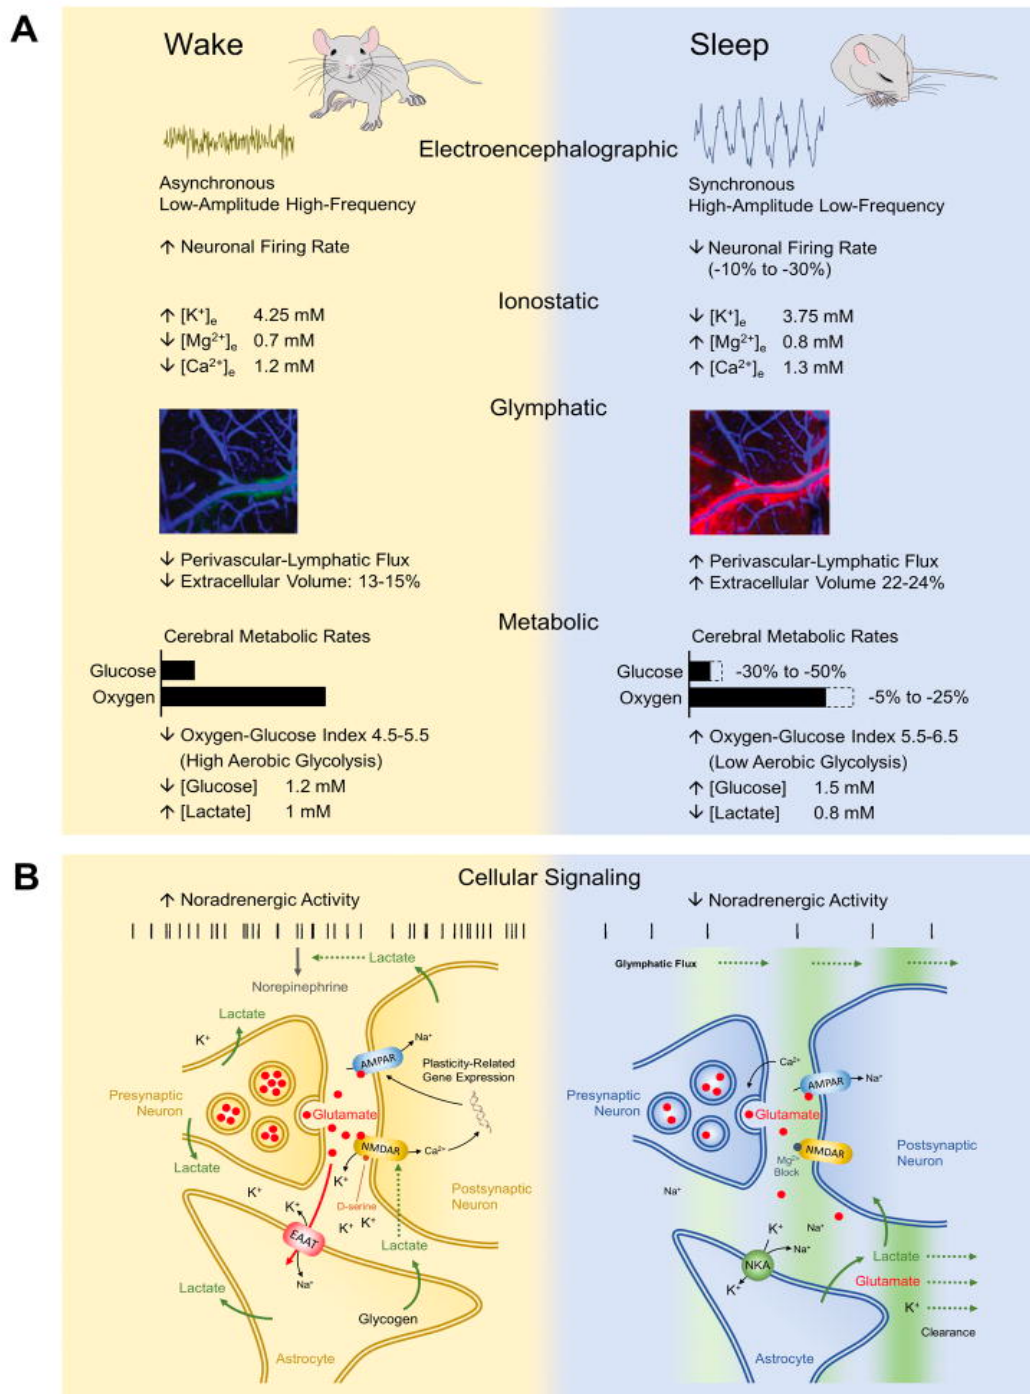 A
Wake
Sleep
Electroencephalographic
Asynchronous
Low-Amplitude High-Frequency
Synchronous
High-Amplitude Low-Frequency
↑ Neuronal Firing Rate
↓ Neuronal Firing Rate
(-10% to -30%)
Ionostatic
↑ [K⁺]ₑ 4.25 mM
↓ [Mg²⁺]ₑ 0.7 mM
↓ [Ca²⁺]ₑ 1.2 mM
↓ [K⁺]ₑ 3.75 mM
↑ [Mg²⁺]ₑ 0.8 mM
↑ [Ca²⁺]ₑ 1.3 mM
Glymphatic
↓ Perivascular-Lymphatic Flux
↓ Extracellular Volume: 13-15%
↑ Perivascular-Lymphatic Flux
↑ Extracellular Volume 22-24%
Metabolic
Cerebral Metabolic Rates
Glucose
Oxygen
Cerebral Metabolic Rates
Glucose -30% to -50%
Oxygen -5% to -25%
↓ Oxygen-Glucose Index 4.5-5.5
(High Aerobic Glycolysis)
↓ [Glucose] 1.2 mM
↑ [Lactate] 1 mM
↑ Oxygen-Glucose Index 5.5-6.5
(Low Aerobic Glycolysis)
↑ [Glucose] 1.5 mM
↓ [Lactate] 0.8 mM
B
Cellular Signaling
↑ Noradrenergic Activity
↓ Noradrenergic Activity
Lactate
Norepinephrine
Lactate
K⁺
Na⁺
AMPAR
Plasticity-Related
Gene Expression
Presynaptic
Neuron
Glutamate
NMDAR
Ca²⁺
Lactate
K⁺
K⁺
D-serine
Postsynaptic
Neuron
K⁺
K⁺
K⁺
EAAT
Lactate
Na⁺
Lactate
Glycogen
Astrocyte
Glymphatic Flux
Ca²⁺
AMPAR
Na⁺
Presynaptic
Neuron
Glutamate
NMDAR
Mg²⁺
Block
Postsynaptic
Neuron
Na⁺
K⁺
Na⁺
Na⁺
NKA
K⁺
Lactate
Glutamate
K⁺
Clearance
Astrocyte